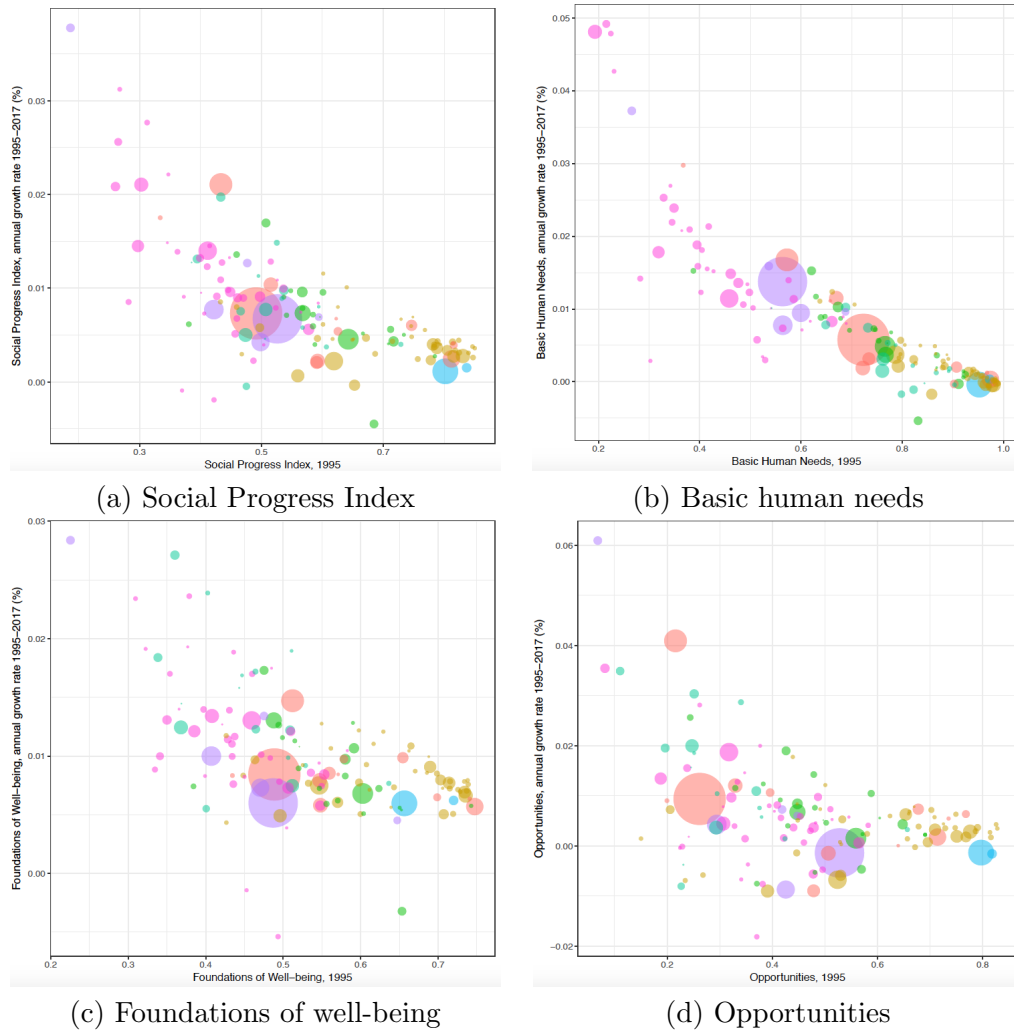 Social Progress Index, annual growth rate 1995−2017 (%)
0.03
0.02
0.01
0.00
0.3 0.5 0.7
Social Progress Index, 1995
(a) Social Progress Index
Basic Human Needs, annual growth rate 1995−2017 (%)
0.05
0.04
0.03
0.02
0.01
0.00
0.2 0.4 0.6 0.8 1.0
Basic Human Needs, 1995
(b) Basic human needs
Foundations of Well−being, annual growth rate 1995−2017 (%)
0.03
0.02
0.01
0.00
0.2 0.3 0.4 0.5 0.6 0.7
Foundations of Well−being, 1995
(c) Foundations of well-being
Opportunities, annual growth rate 1995−2017 (%)
0.06
0.04
0.02
0.00
−0.02
0.2 0.4 0.6 0.8
Opportunities, 1995
(d) Opportunities